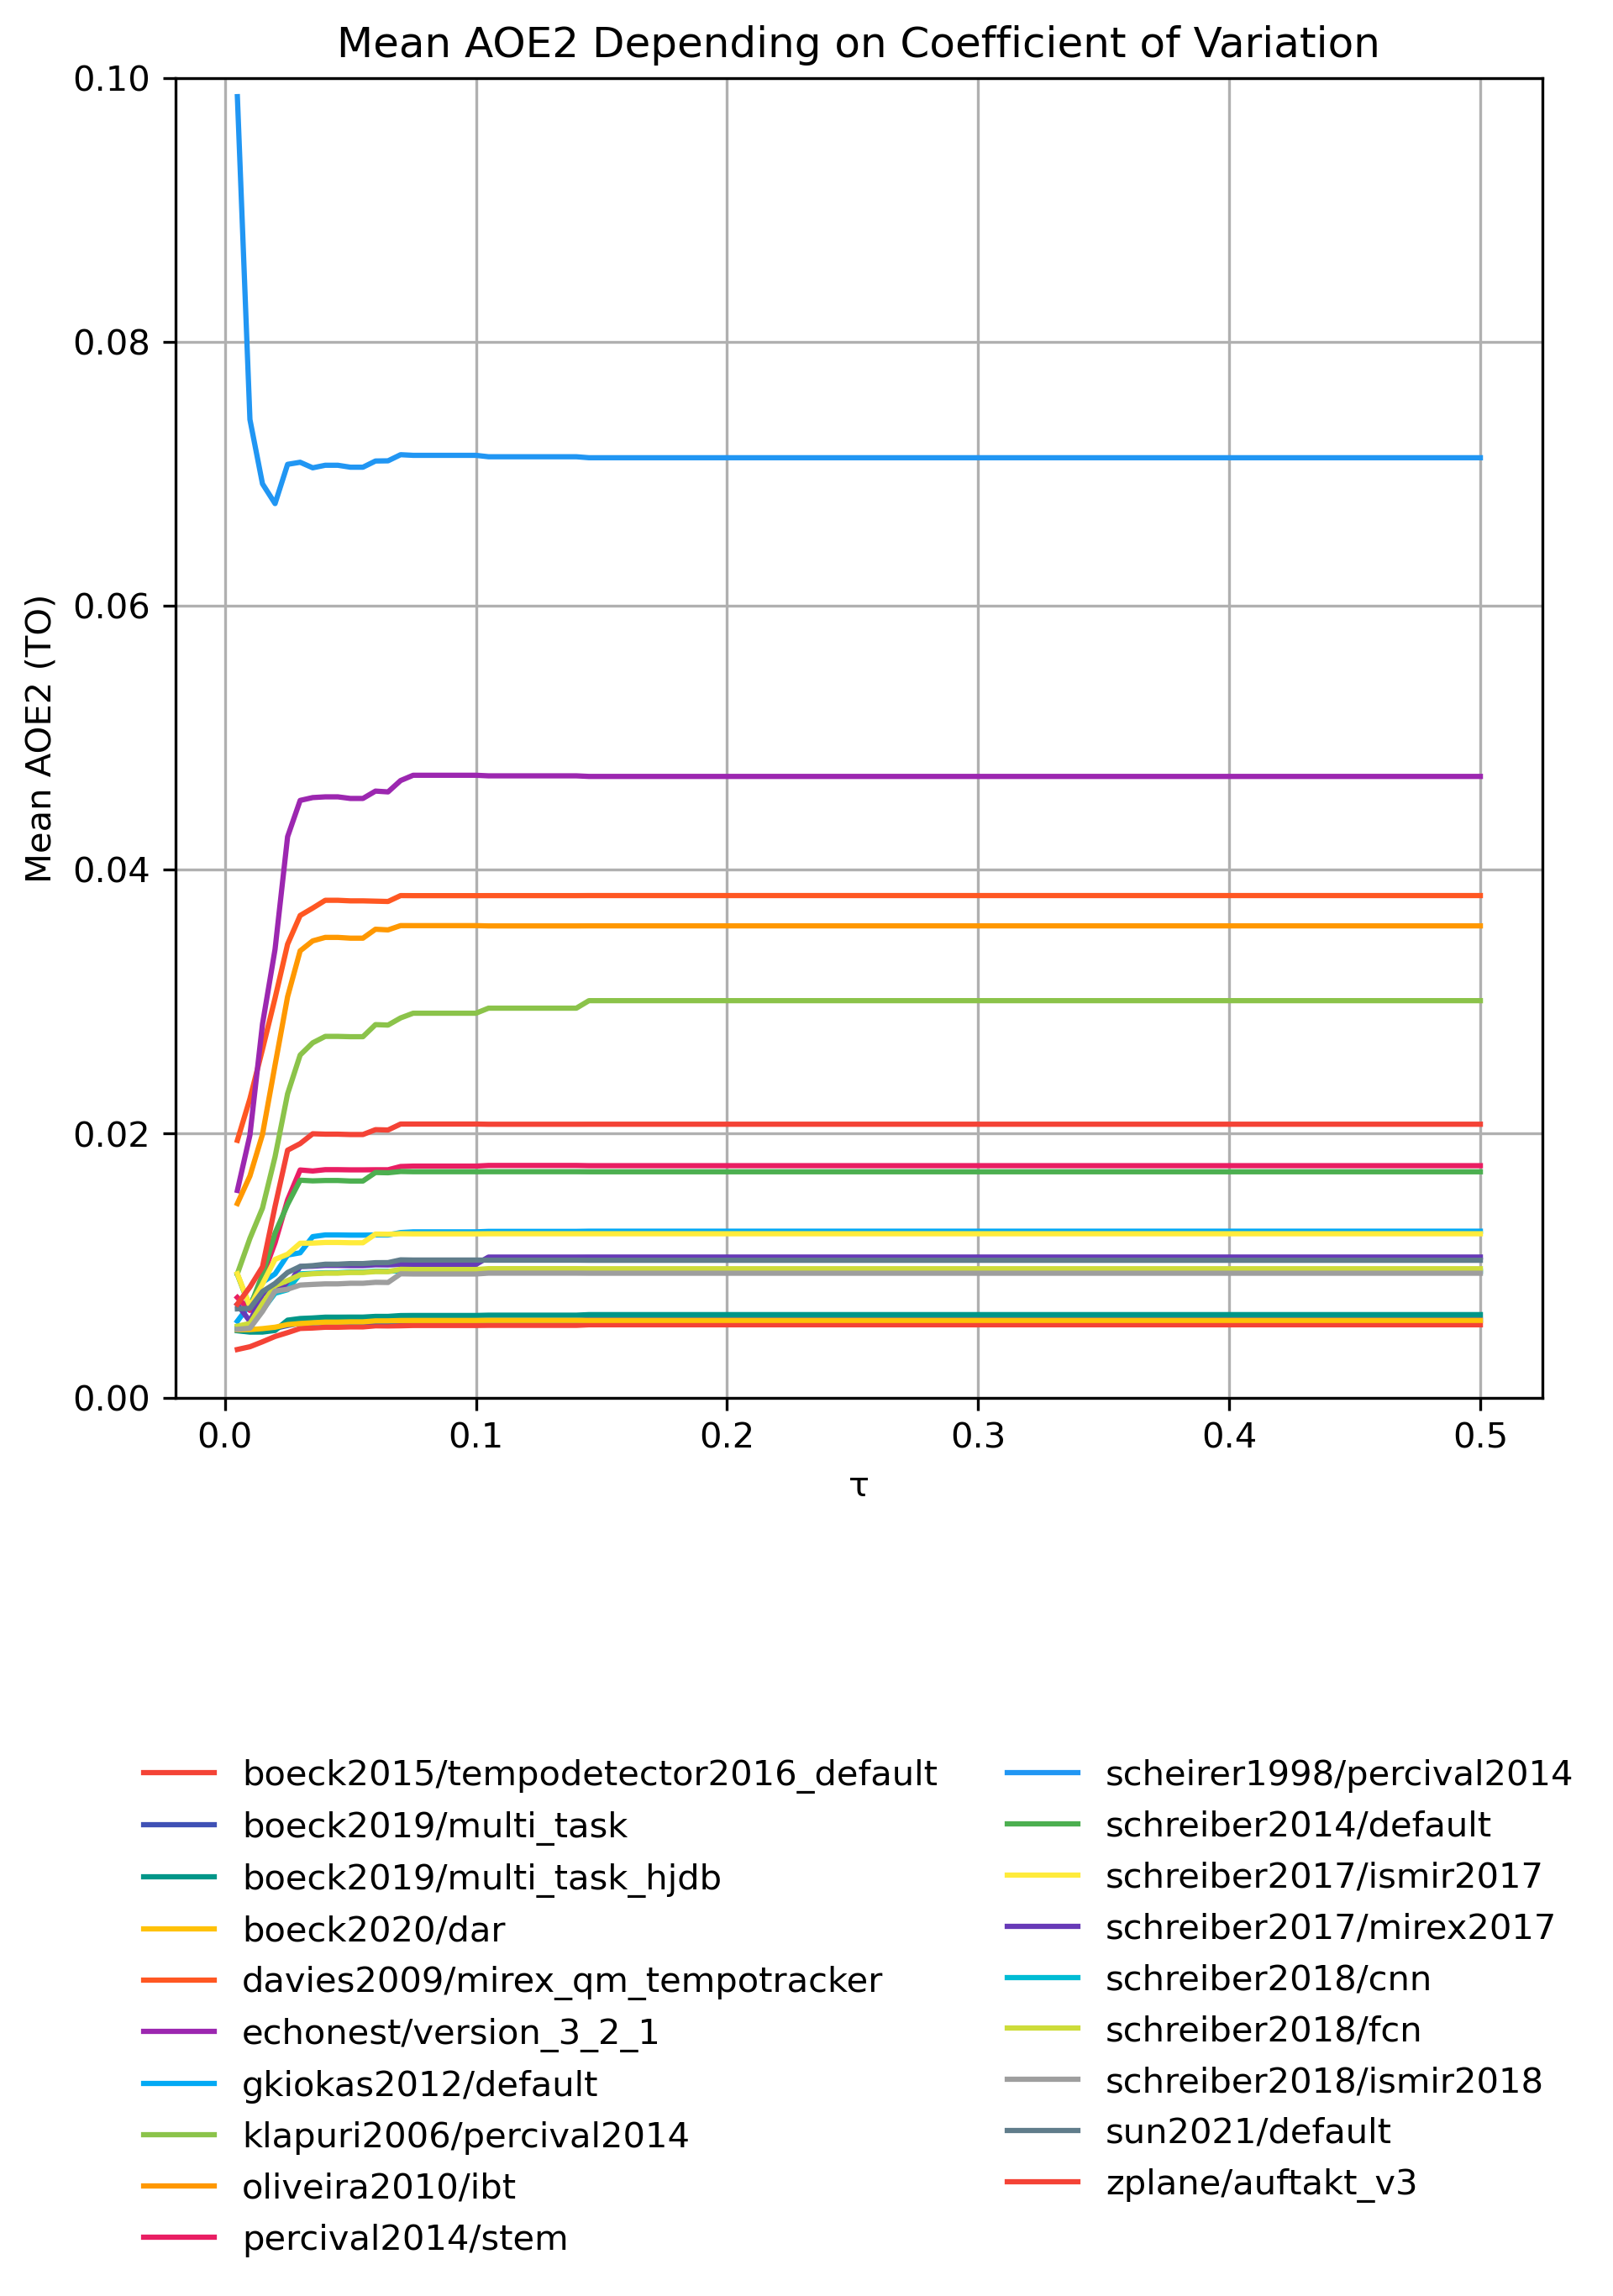 Mean AOE2 Depending on Coefficient of Variation
Mean AOE2 (TO)
0.10
0.08
0.06
0.04
0.02
0.00
0.0 0.1 0.2 0.3 0.4 0.5
τ
boeck2015/tempodetector2016_default
boeck2019/multi_task
boeck2019/multi_task_hjdb
boeck2020/dar
davies2009/mirex_qm_tempotracker
echonest/version_3_2_1
gkiokas2012/default
klapuri2006/percival2014
oliveira2010/ibt
percival2014/stem
scheirer1998/percival2014
schreiber2014/default
schreiber2017/ismir2017
schreiber2017/mirex2017
schreiber2018/cnn
schreiber2018/fcn
schreiber2018/ismir2018
sun2021/default
zplane/auftakt_v3